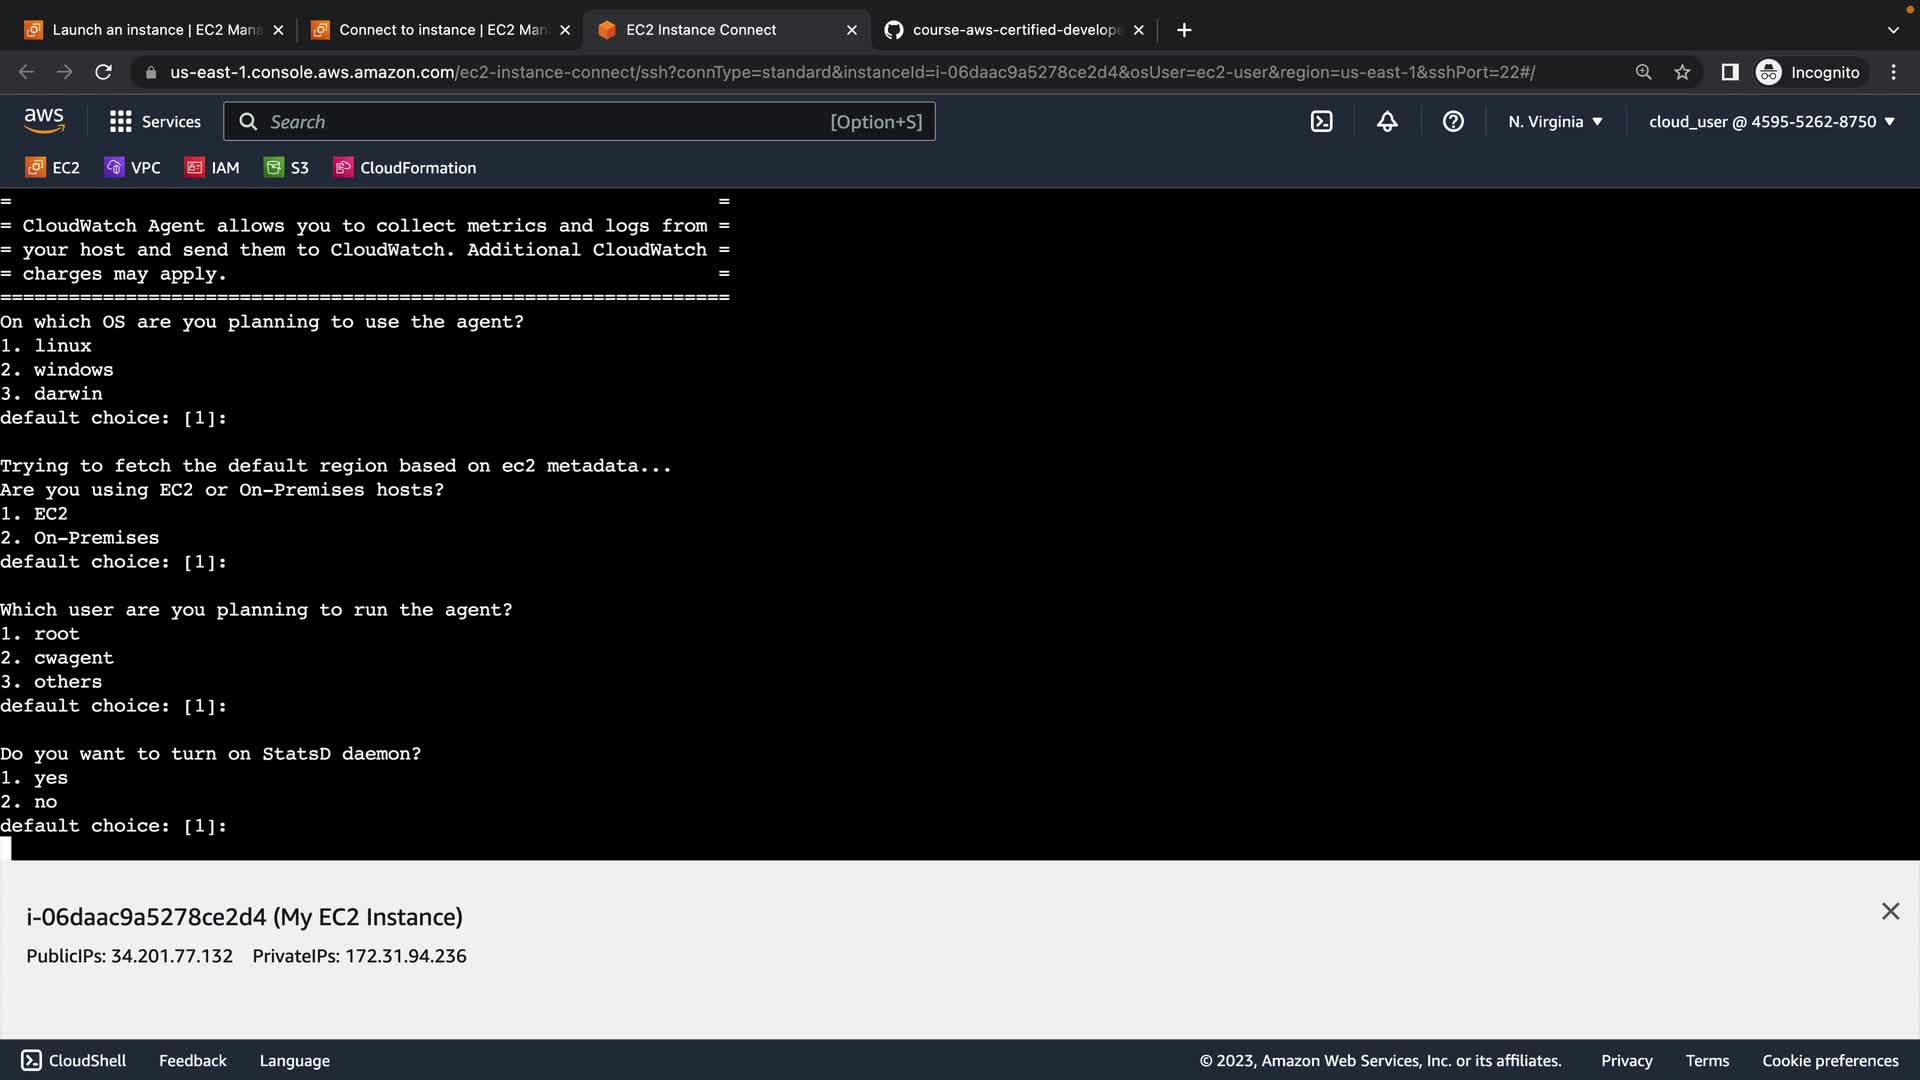 Launch an instance | EC2 Mana
Connect to instance | EC2 Man
EC2 Instance Connect
course-aws-certified-develope
us-east-1.console.aws.amazon.com/ec2-instance-connect/ssh?connType=standard&instanceId=i-06daac9a5278ce2d4&osUser=ec2-user&region=us-east-1&sshPort=22#/
Incognito
aws
Services
Search
[Option+S]
N. Virginia
cloud_user @ 4595-5262-8750
EC2
VPC
IAM
S3
CloudFormation
= =
= CloudWatch Agent allows you to collect metrics and logs from =
= your host and send them to CloudWatch. Additional CloudWatch =
= charges may apply. =
================================================================
On which OS are you planning to use the agent?
1. linux
2. windows
3. darwin
default choice: [1]:
Trying to fetch the default region based on ec2 metadata...
Are you using EC2 or On-Premises hosts?
1. EC2
2. On-Premises
default choice: [1]:
Which user are you planning to run the agent?
1. root
2. cwagent
3. others
default choice: [1]:
Do you want to turn on StatsD daemon?
1. yes
2. no
default choice: [1]:
i-06daac9a5278ce2d4 (My EC2 Instance)
PublicIPs: 34.201.77.132 PrivateIPs: 172.31.94.236
CloudShell
Feedback
Language
© 2023, Amazon Web Services, Inc. or its affiliates.
Privacy
Terms
Cookie preferences